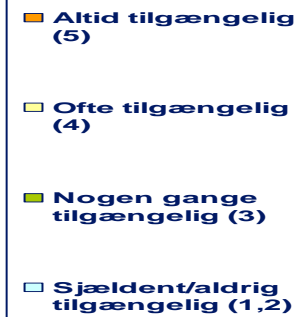 Altid tilgængelig
(5)
Ofte tilgængelig
(4)
Nogen gange
tilgængelig (3)
Sjældent/aldrig
tilgængelig (1,2)